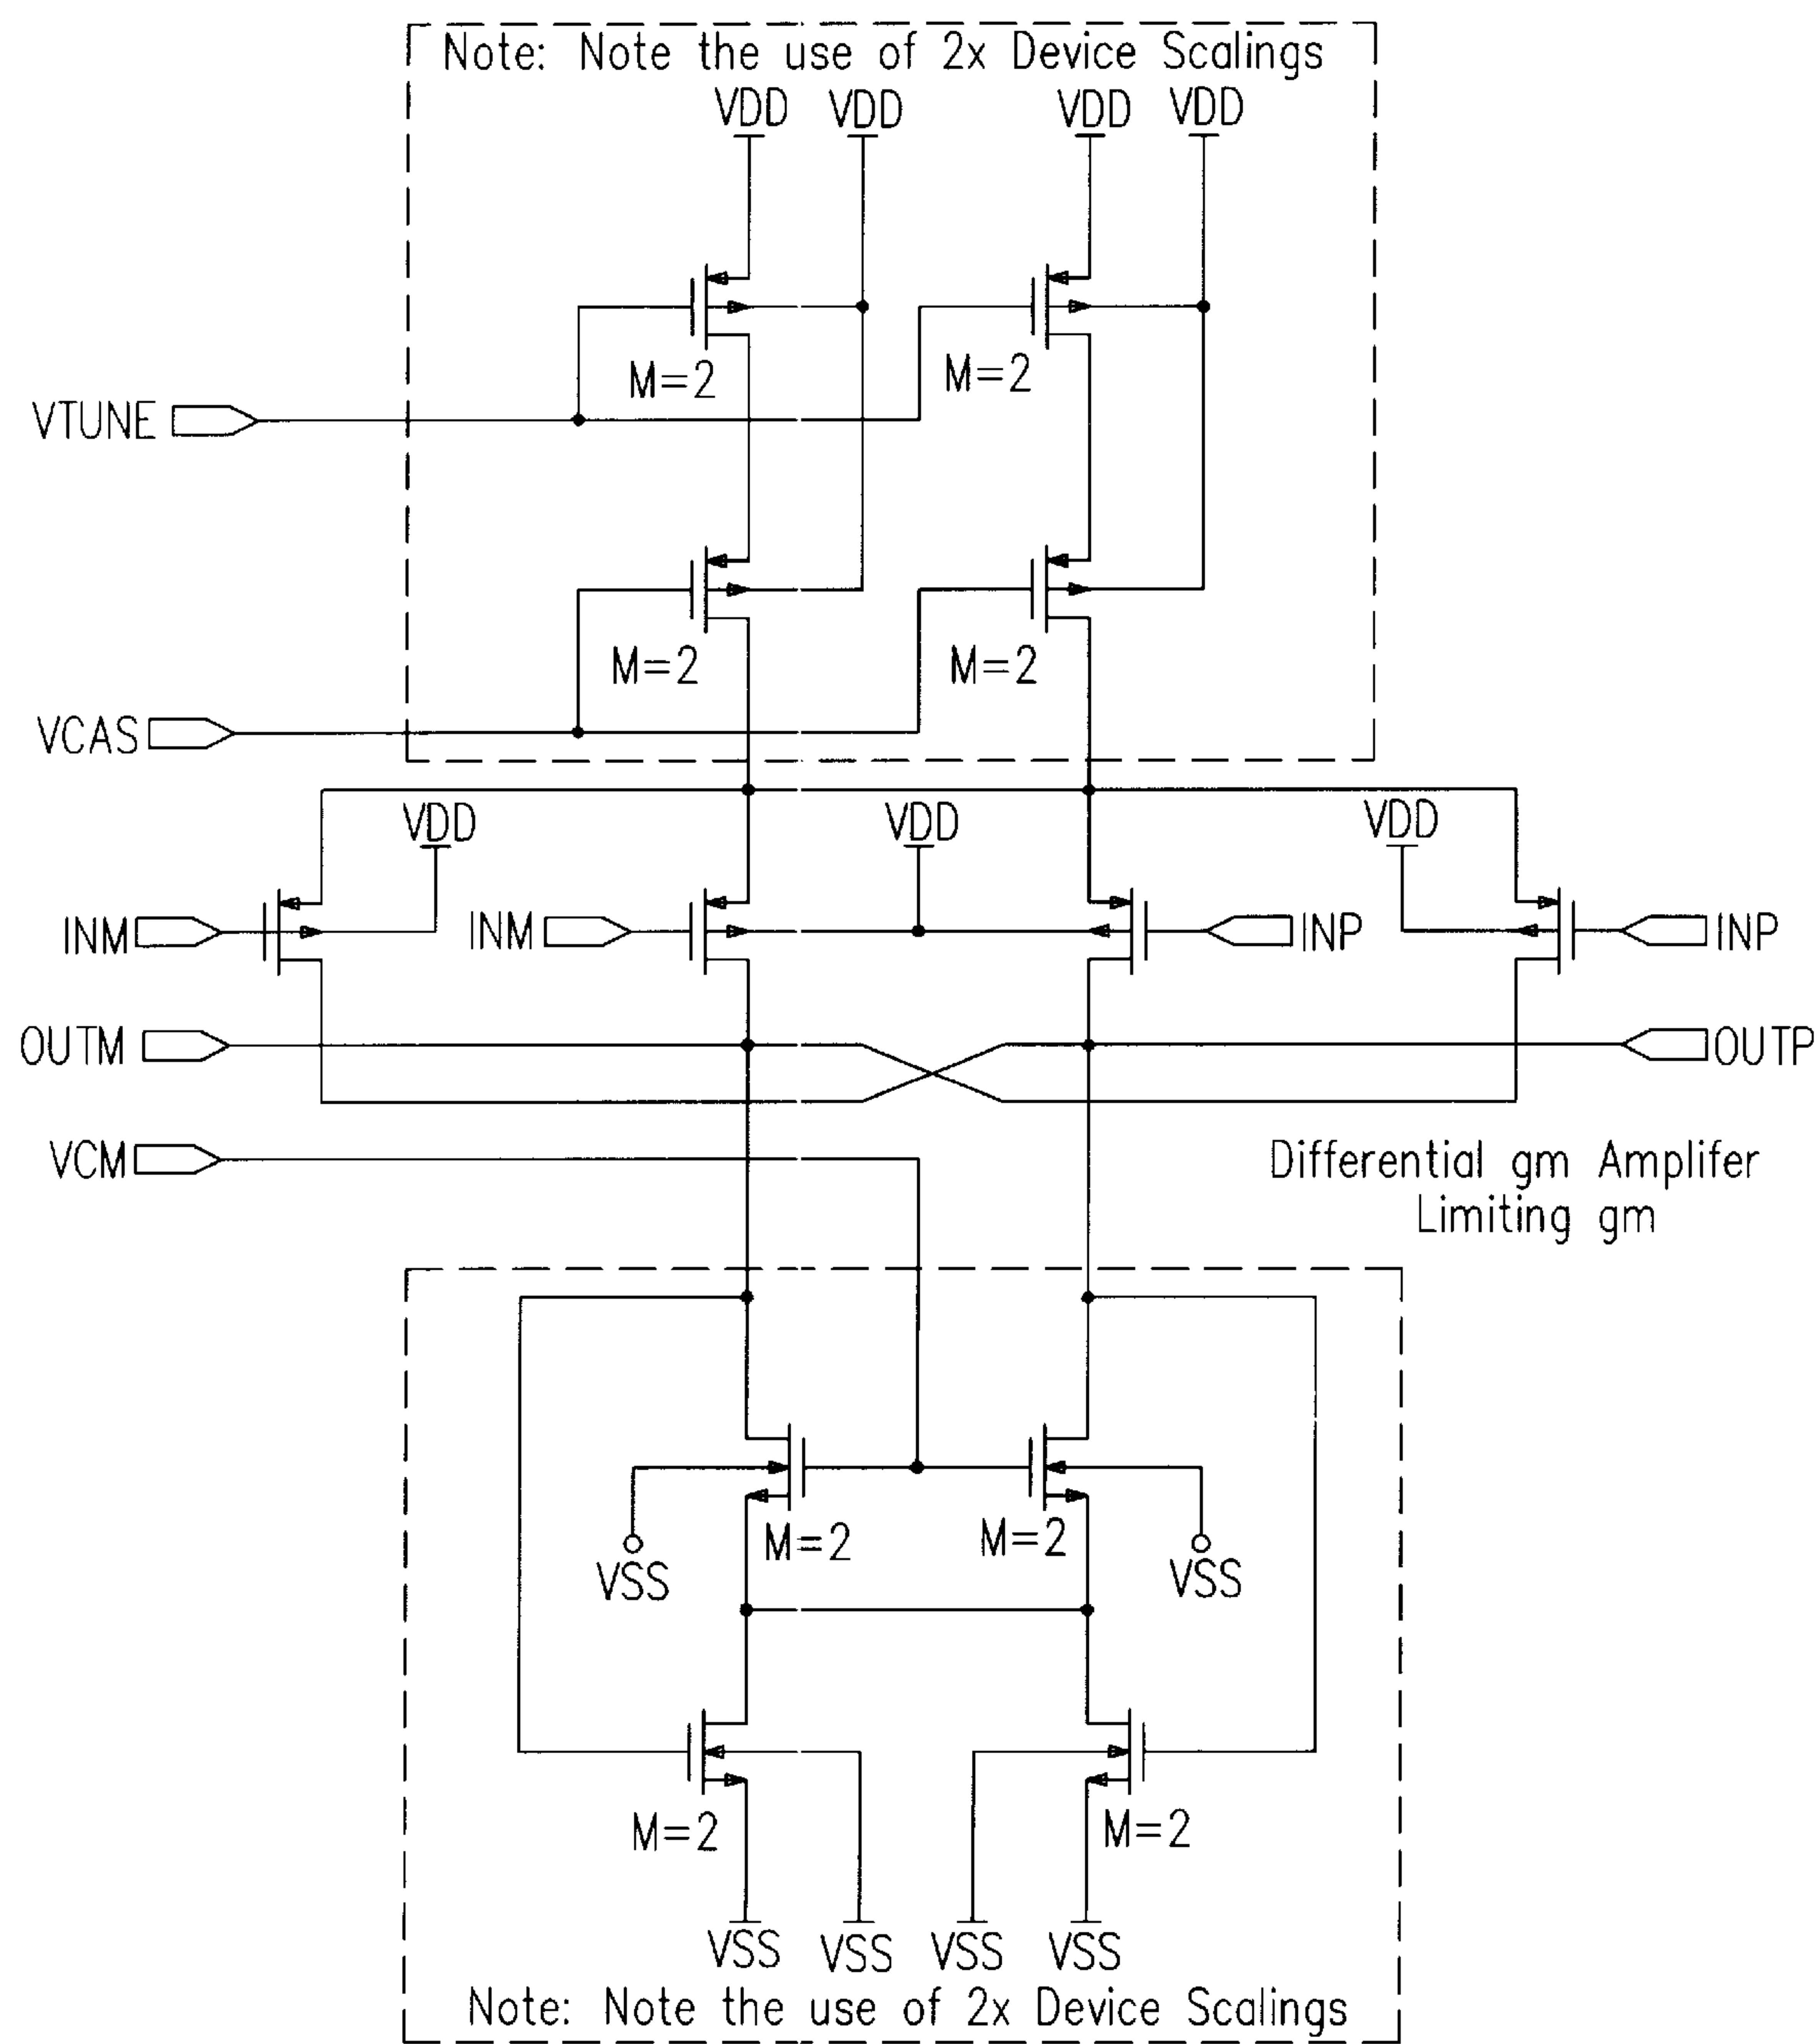 Note: Note the use of 2x Device Scalings
VDD VDD VDD VDD
M=2 M=2
VTUNE
M=2 M=2
VCAS
VDD VDD VDD
INM INM INP INP
OUTM OUTP
VCM
Differential gm Amplifer
Limiting gm
M=2 M=2
VSS VSS
M=2 M=2
VSS VSS VSS VSS
Note: Note the use of 2x Device Scalings